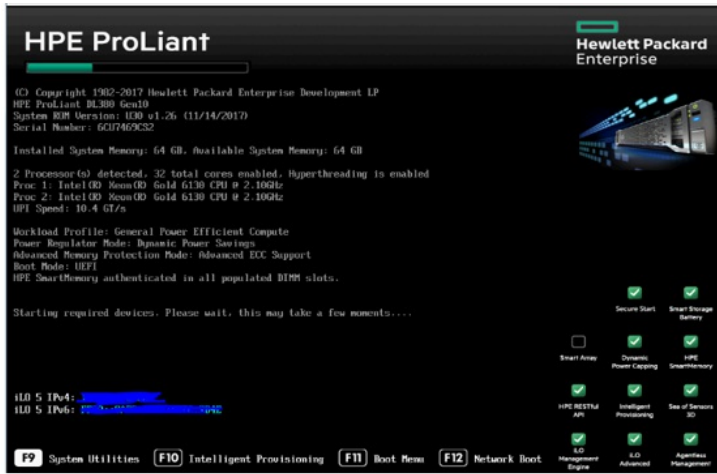 HPE ProLiant
Hewlett Packard
Enterprise
(C) Copyright 1982-2017 Hewlett Packard Enterprise Development LP
HPE ProLiant DL380 Gen10
System ROM Version: U30 v1.26 (11/14/2017)
Serial Number: 6CU7469CS2
Installed System Memory: 64 GB, Available System Memory: 64 GB
2 Processor(s) detected, 32 total cores enabled, Hyperthreading is enabled
Proc 1: Intel(R) Xeon(R) Gold 6130 CPU @ 2.10GHz
Proc 2: Intel(R) Xeon(R) Gold 6130 CPU @ 2.10GHz
UPI Speed: 10.4 GT/s
Workload Profile: General Power Efficient Compute
Power Regulator Mode: Dynamic Power Savings
Advanced Memory Protection Mode: Advanced ECC Support
Boot Mode: UEFI
HPE SmartMemory authenticated in all populated DIMM slots.
Starting required devices. Please wait, this may take a few moments....
Secure Start
Smart Storage
Battery
Smart Array
Dynamic
Power Capping
HPE
SmartMemory
HPE RESTful
API
Intelligent
Provisioning
Sea of Sensors
3D
iLO
Management
Engine
iLO
Advanced
Agentless
Management
iLO 5 IPv4:
iLO 5 IPv6:
F9 System Utilities F10 Intelligent Provisioning F11 Boot Menu F12 Network Boot